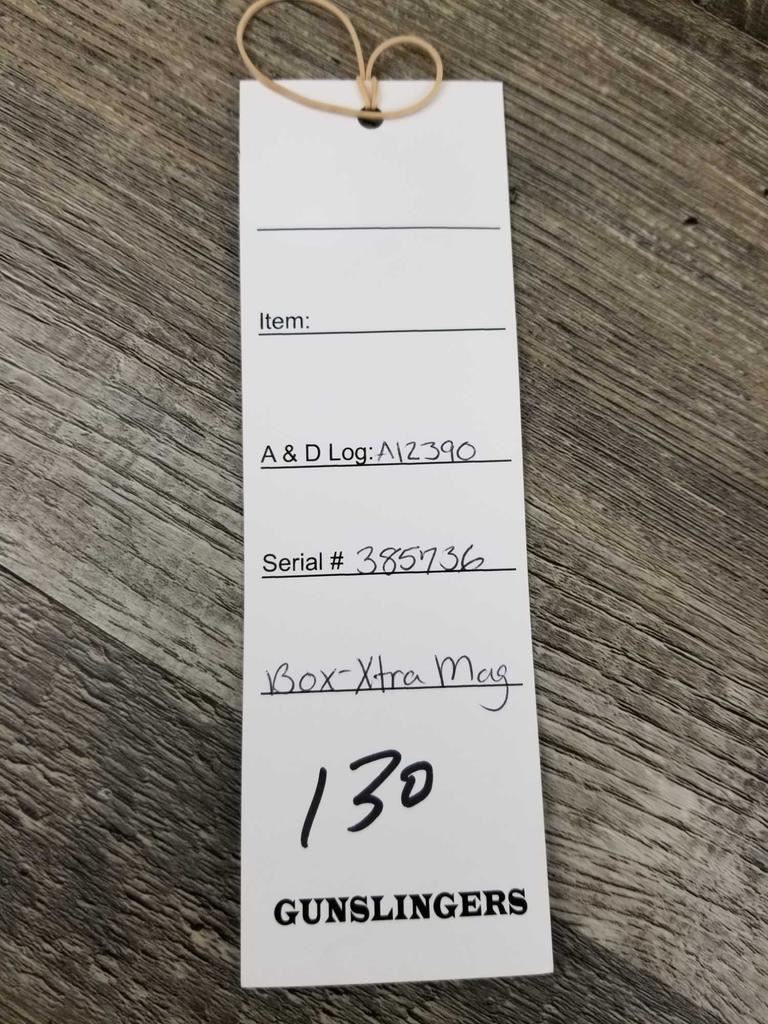 Item:
A & D Log: A12390
Serial # 385736
Box-Xtra Mag
130
GUNSLINGERS